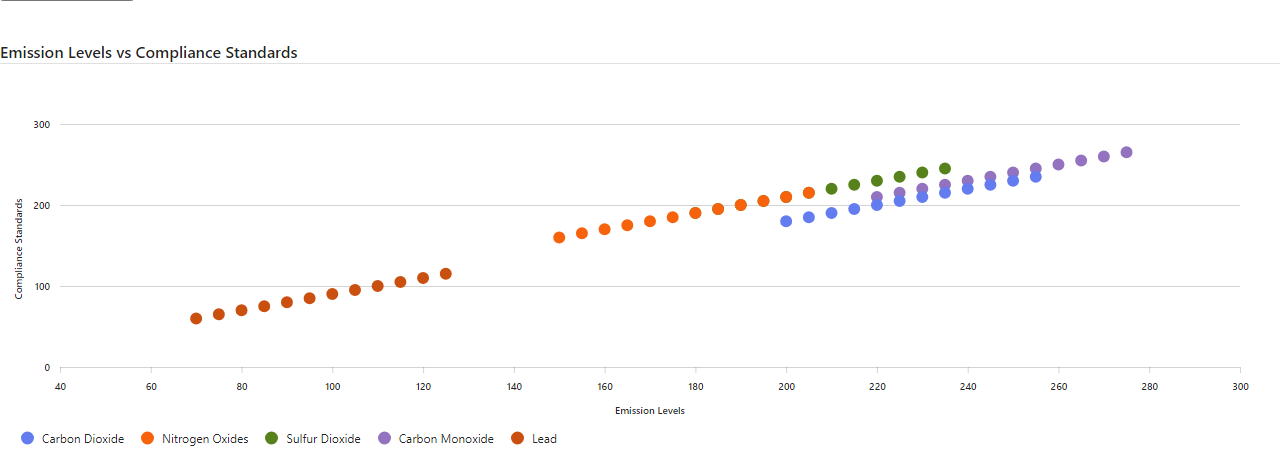 Emission Levels vs Compliance Standards
300
200
100
0
Compliance Standards
40 60 80 100 120 140 160 180 200 220 240 260 280 300
Emission Levels
Carbon Dioxide Nitrogen Oxides Sulfur Dioxide Carbon Monoxide Lead